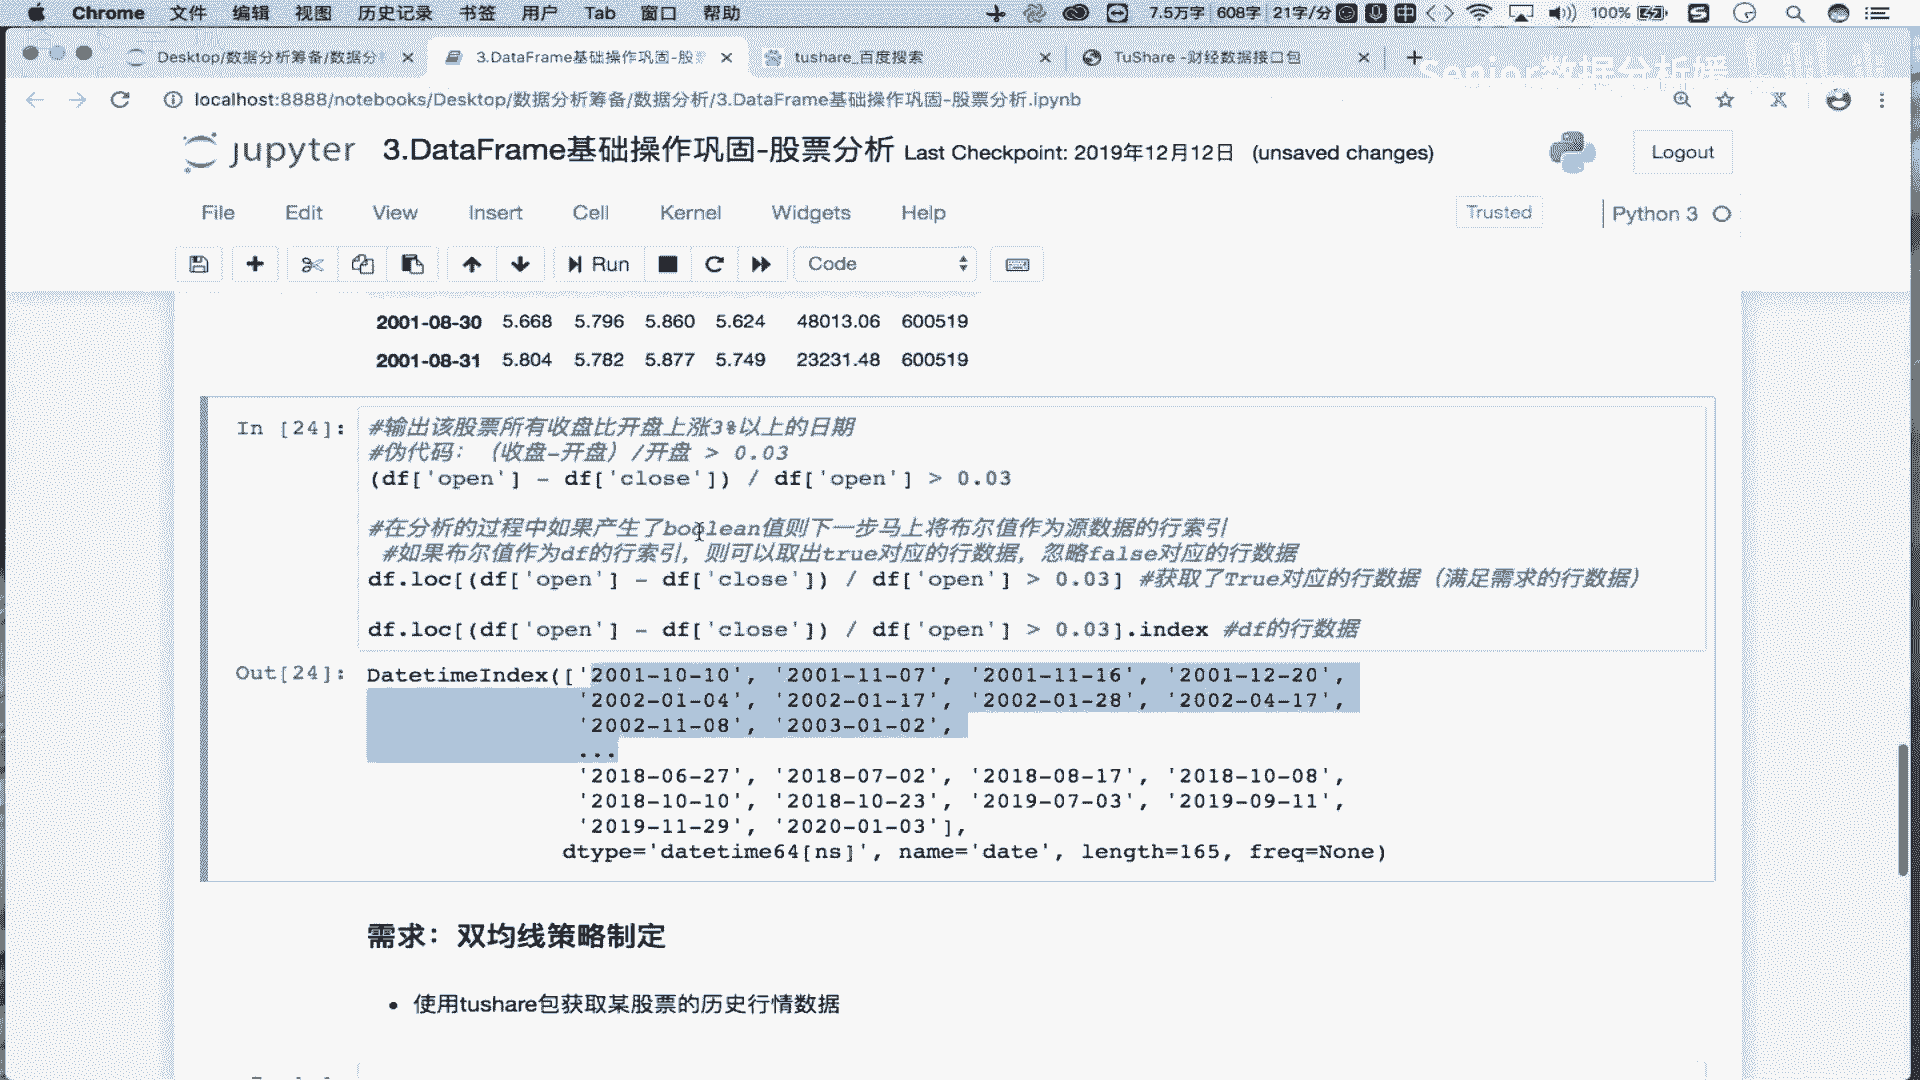 Chrome 文件 编辑 视图 历史记录 书签 用户 Tab 窗口 帮助 7.5万字 608字 21字/分 中 100%
Desktop/数据分析筹备/数据分 3.DataFrame基础操作巩固-股 tushare_百度搜索 TuShare -财经数据接口包
Senior数据分析媛
localhost:8888/notebooks/Desktop/数据分析筹备/数据分析/3.DataFrame基础操作巩固-股票分析.ipynb
jupyter 3.DataFrame基础操作巩固-股票分析 Last Checkpoint: 2019年12月12日 (unsaved changes) Logout
File Edit View Insert Cell Kernel Widgets Help Trusted Python 3
Run Code
2001-08-30 5.668 5.796 5.860 5.624 48013.06 600519
2001-08-31 5.804 5.782 5.877 5.749 23231.48 600519
In [24]: #输出该股票所有收盘比开盘上涨3%以上的日期
#伪代码：（收盘-开盘）/开盘 > 0.03
(df['open'] - df['close']) / df['open'] > 0.03
#在分析的过程中如果产生了boolean值则下一步马上将布尔值作为源数据的行索引
#如果布尔值作为df的行索引，则可以取出true对应的行数据，忽略false对应的行数据
df.loc[(df['open'] - df['close']) / df['open'] > 0.03] #获取了True对应的行数据（满足需求的行数据）
df.loc[(df['open'] - df['close']) / df['open'] > 0.03].index #df的行数据
Out[24]: DatetimeIndex(['2001-10-10', '2001-11-07', '2001-11-16', '2001-12-20',
'2002-01-04', '2002-01-17', '2002-01-28', '2002-04-17',
'2002-11-08', '2003-01-02',
...
'2018-06-27', '2018-07-02', '2018-08-17', '2018-10-08',
'2018-10-10', '2018-10-23', '2019-07-03', '2019-09-11',
'2019-11-29', '2020-01-03'],
dtype='datetime64[ns]', name='date', length=165, freq=None)
需求：双均线策略制定
• 使用tushare包获取某股票的历史行情数据